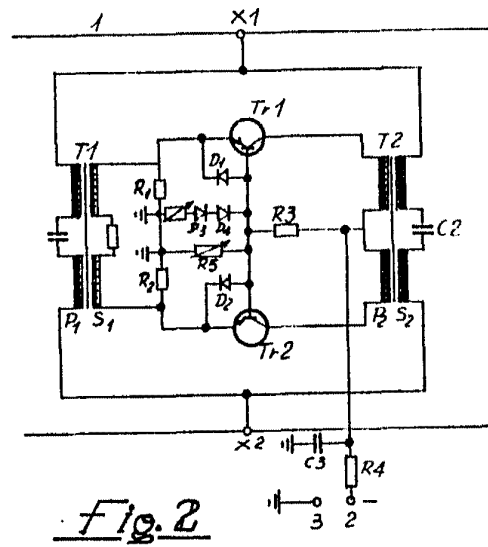 1
X1
Tr1
T1
T2
D₁
R₁
D₃
D₄
R3
C2
R5
R₂
D₂
P₁
S₁
P₂
S₂
Tr2
X2
C3
R4
3
2
−
Fig. 2